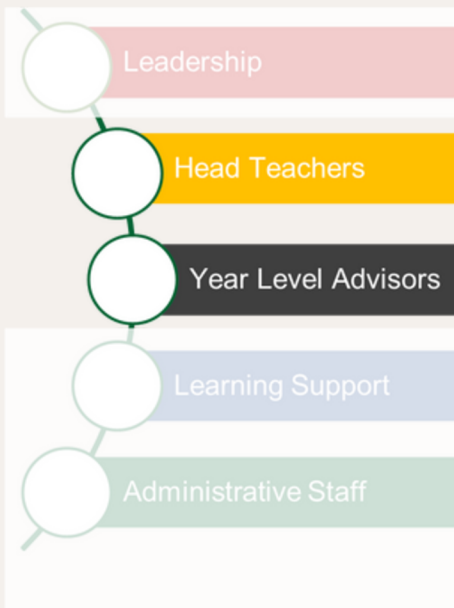 Leadership
Head Teachers
Year Level Advisors
Learning Support
Administrative Staff